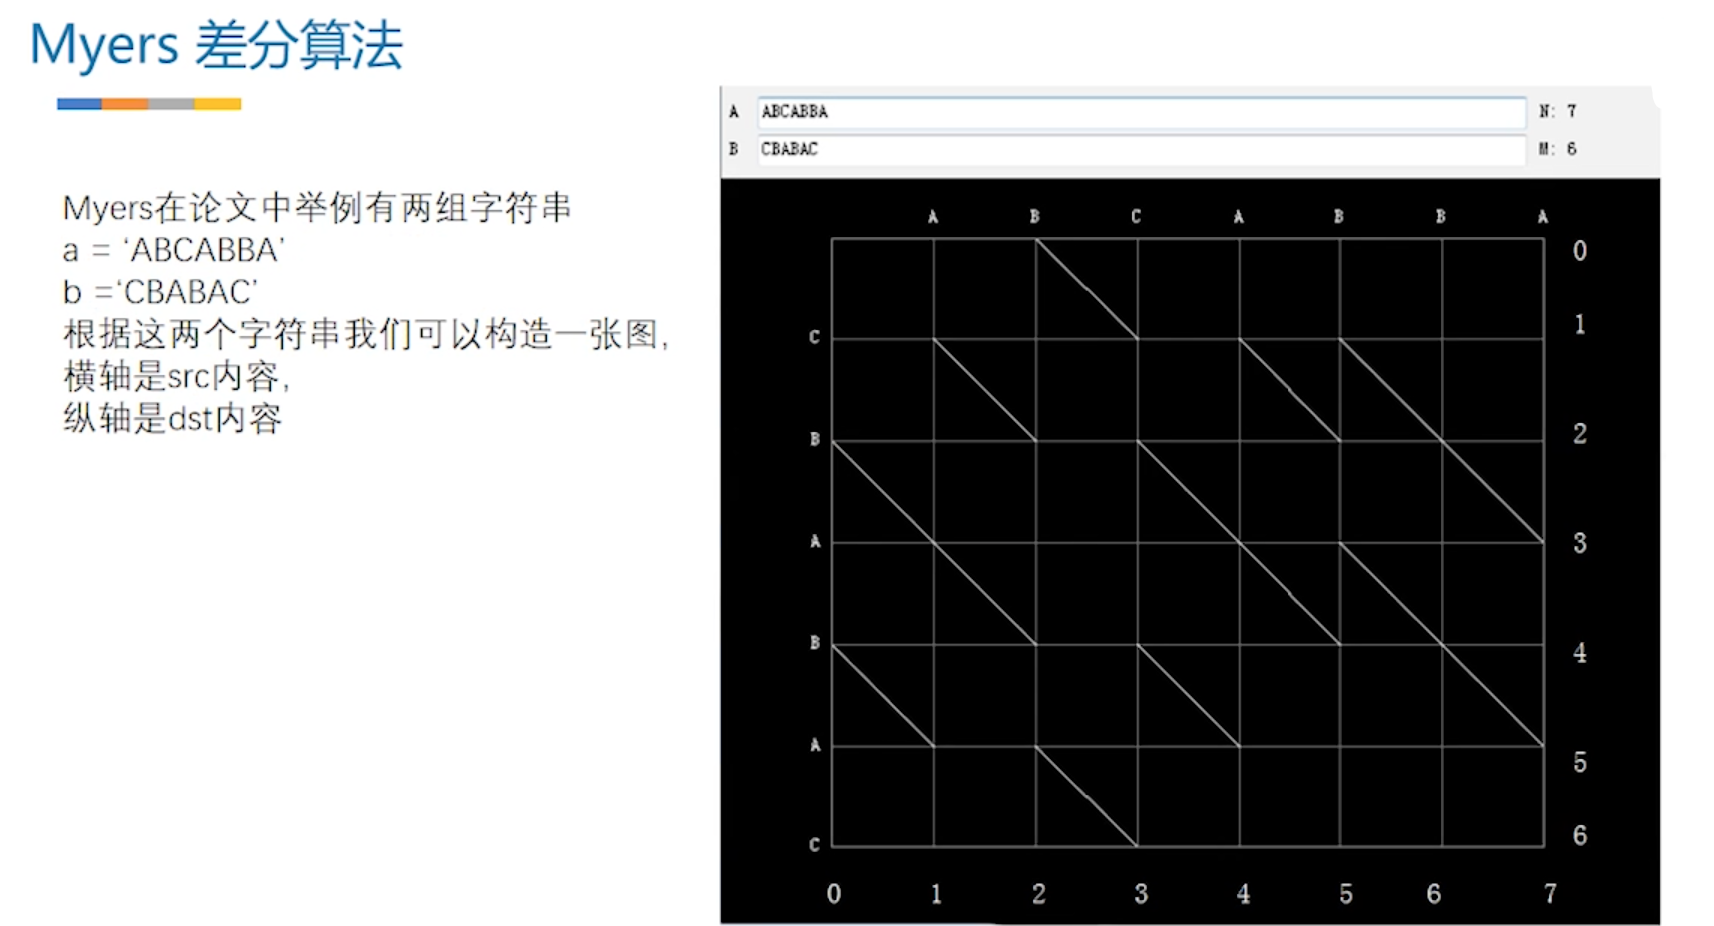 Myers 差分算法
Myers在论文中举例有两组字符串
a = ‘ABCABBA’
b =‘CBABAC’
根据这两个字符串我们可以构造一张图,
横轴是src内容,
纵轴是dst内容
A ABCABBA N: 7
B CBABAC M: 6
A B C A B B A
0
1
C
2
B
3
A
4
B
5
A
6
C
0 1 2 3 4 5 6 7